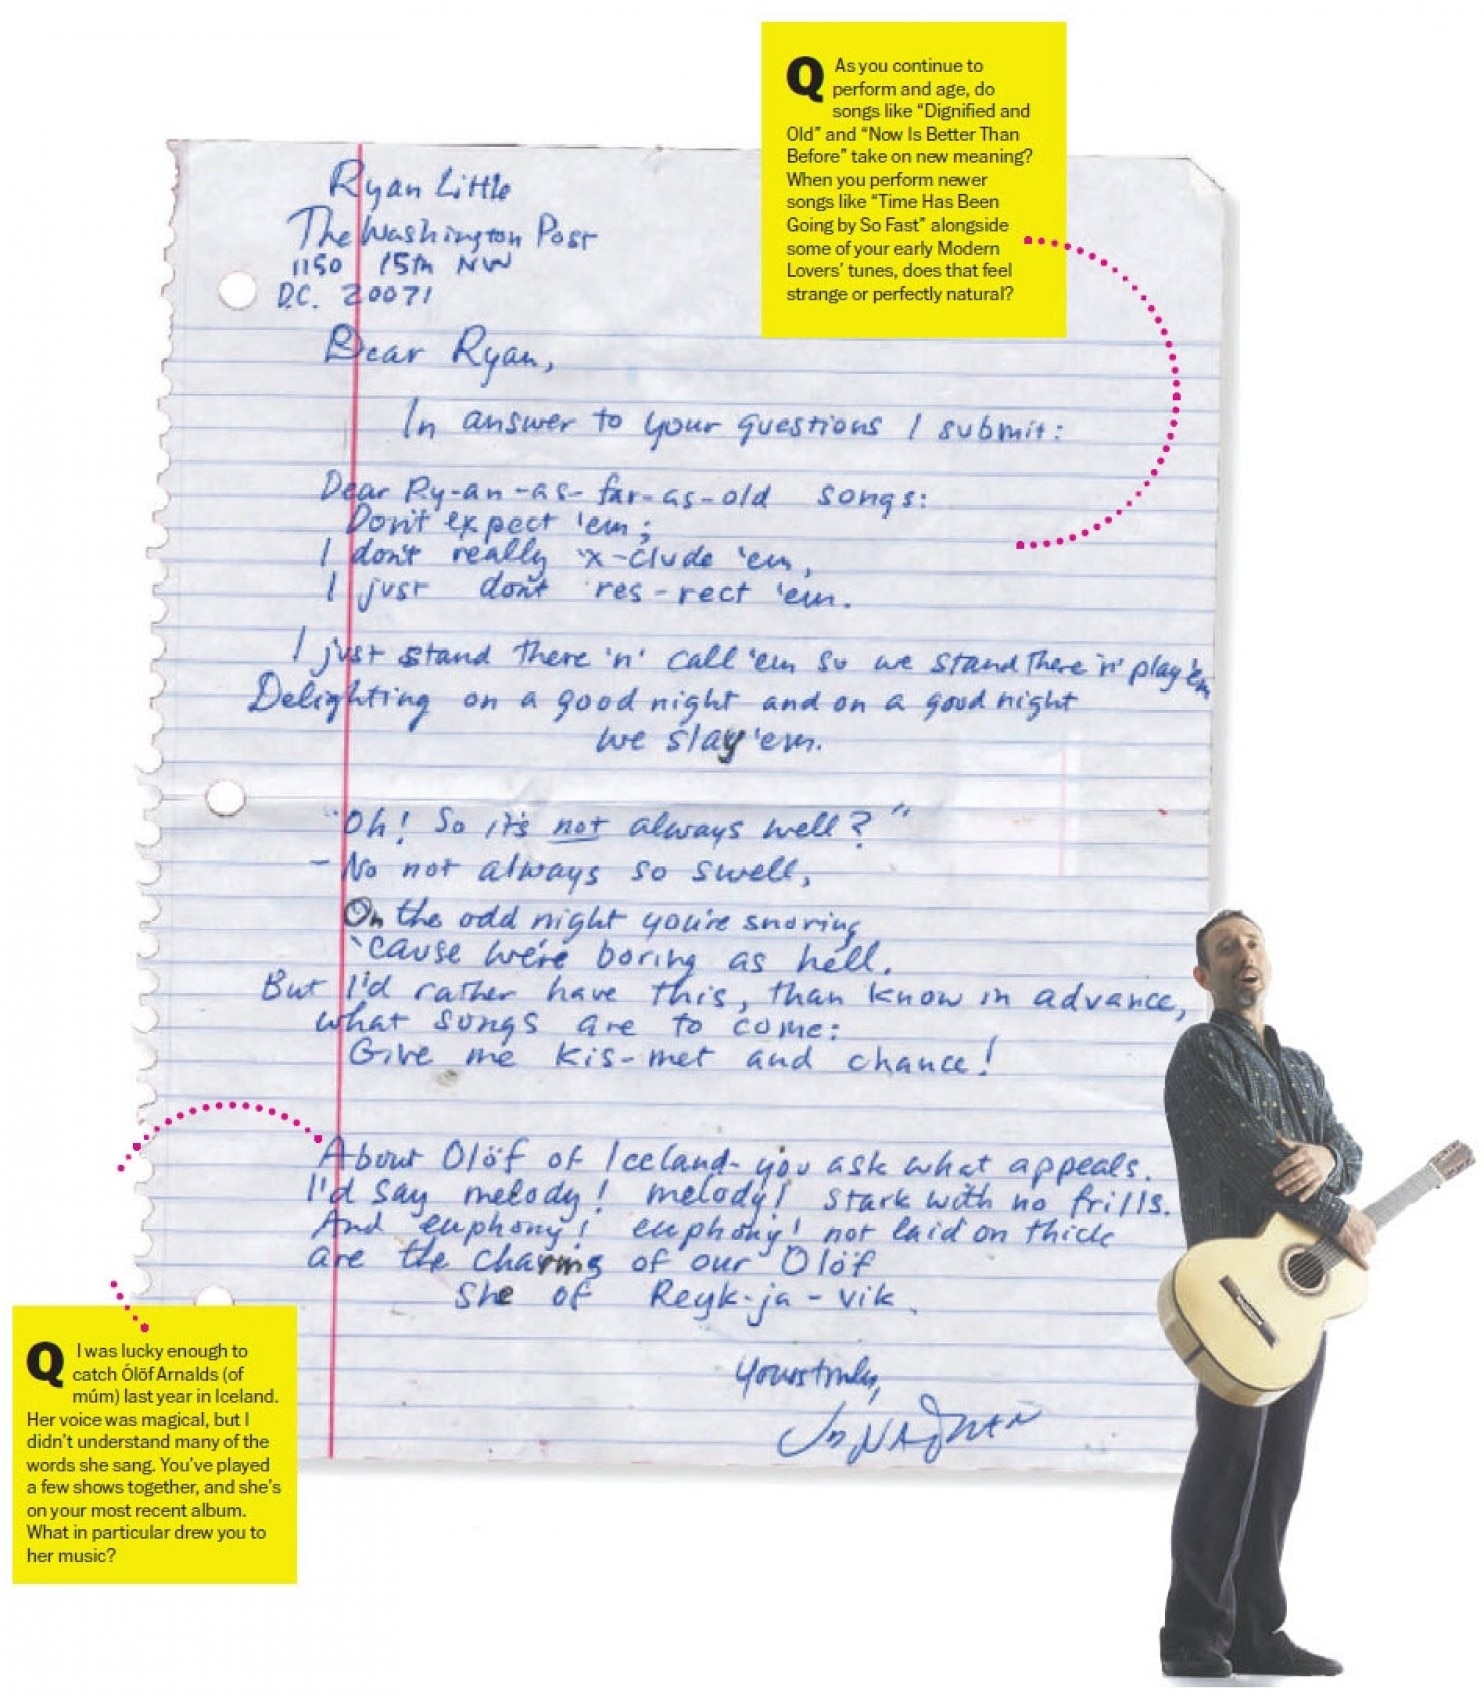 Q As you continue to
perform and age, do
songs like “Dignified and
Old” and “Now Is Better Than
Before” take on new meaning?
When you perform newer
songs like “Time Has Been
Going by So Fast” alongside
some of your early Modern
Lovers’ tunes, does that feel
strange or perfectly natural?
Ryan Little
The Washington Post
1150 15th NW
D.C. 20071
Dear Ryan,
In answer to your questions I submit:
Dear Ry-an-as-far-as-old songs:
Don't expect 'em;
I don't really 'x-clude 'em,
I just don't res-rect 'em.
I just stand there 'n' call 'em so we stand there 'n' play 'em
Delighting on a good night and on a good night
we slay 'em.
"Oh! So it's not always well?"
- No not always so swell,
On the odd night you're snoring
'cause we're boring as hell.
But I'd rather have this, than know in advance,
what songs are to come:
Give me kis-met and chance!
About Olöf of Iceland- you ask what appeals.
I'd say melody! melody! stark with no frills.
And euphony! euphony! not laid on thick
are the charms of our Olöf
She of Reyk-ja-vik.
Yours truly,
Jonathan
Q I was lucky enough to
catch Ólöf Arnalds (of
múm) last year in Iceland.
Her voice was magical, but I
didn’t understand many of the
words she sang. You’ve played
a few shows together, and she’s
on your most recent album.
What in particular drew you to
her music?